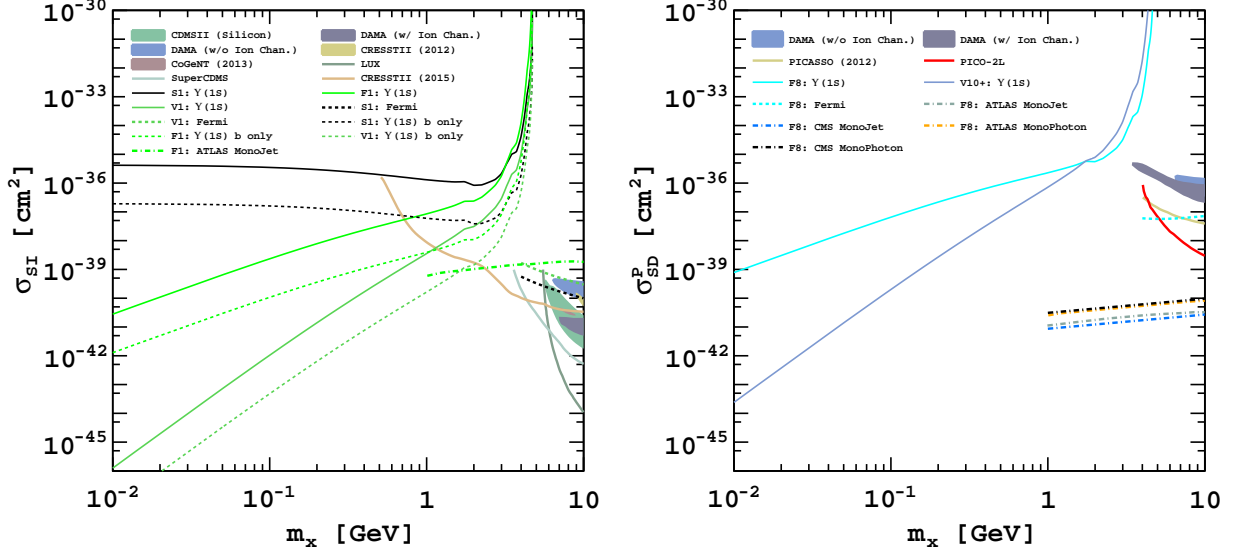 10⁻³⁰
10⁻³³
10⁻³⁶
10⁻³⁹
10⁻⁴²
10⁻⁴⁵
σ_SI [cm²]
CDMSII (Silicon) DAMA (w/ Ion Chan.)
DAMA (w/o Ion Chan.) CRESSTII (2012)
CoGeNT (2013) LUX
SuperCDMS CRESSTII (2015)
S1: ϒ(1S) F1: ϒ(1S)
V1: ϒ(1S) S1: Fermi
V1: Fermi S1: ϒ(1S) b only
F1: ϒ(1S) b only V1: ϒ(1S) b only
F1: ATLAS MonoJet
10⁻² 10⁻¹ 1 10
m_x [GeV]
10⁻³⁰
10⁻³³
10⁻³⁶
10⁻³⁹
10⁻⁴²
10⁻⁴⁵
σ^P_SD [cm²]
DAMA (w/o Ion Chan.) DAMA (w/ Ion Chan.)
PICASSO (2012) PICO-2L
F8: ϒ(1S) V10+: ϒ(1S)
F8: Fermi F8: ATLAS MonoJet
F8: CMS MonoJet F8: ATLAS MonoPhoton
F8: CMS MonoPhoton
10⁻² 10⁻¹ 1 10
m_x [GeV]